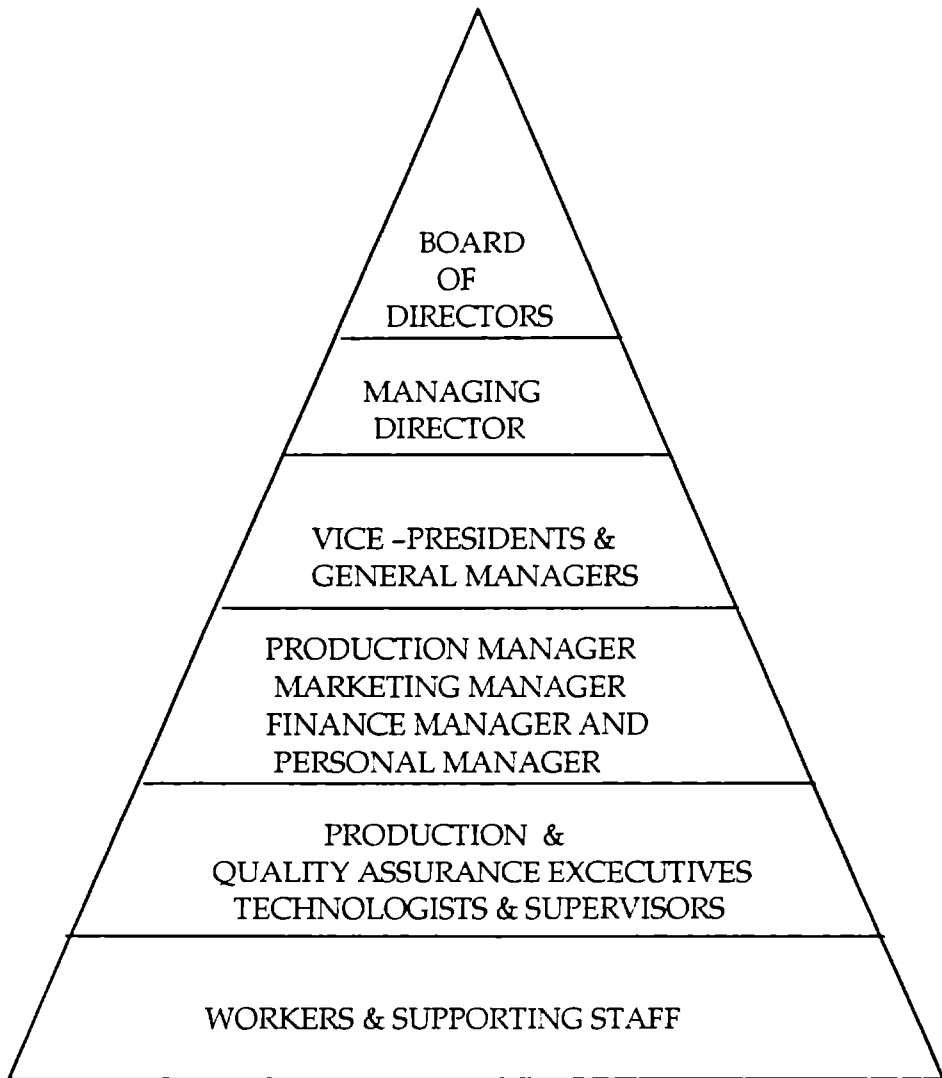 BOARD
OF
DIRECTORS
MANAGING
DIRECTOR
VICE –PRESIDENTS &
GENERAL MANAGERS
PRODUCTION MANAGER
MARKETING MANAGER
FINANCE MANAGER AND
PERSONAL MANAGER
PRODUCTION &
QUALITY ASSURANCE EXCECUTIVES
TECHNOLOGISTS & SUPERVISORS
WORKERS & SUPPORTING STAFF